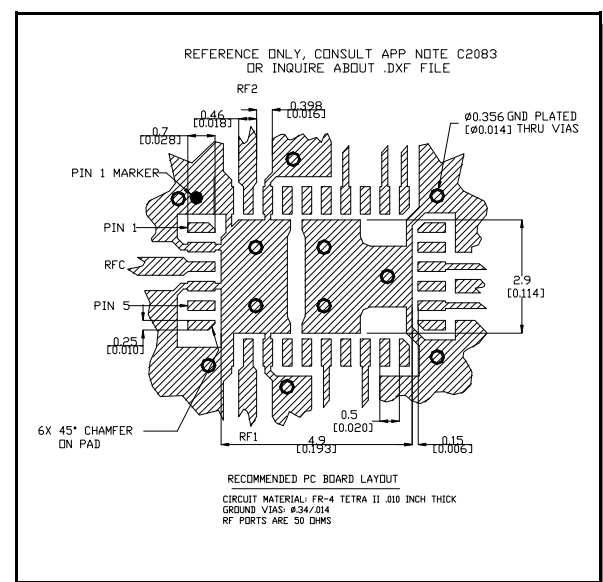 REFERENCE ONLY, CONSULT APP NOTE C2083
OR INQUIRE ABOUT .DXF FILE
RF2
0.46
[0.018]
0.398
[0.016]
0.7
[0.028]
Ø0.356 GND PLATED
[Ø0.014] THRU VIAS
PIN 1 MARKER
PIN 1
RFC
PIN 5
2.9
[0.114]
0.25
[0.010]
0.5
[0.020]
6X 45° CHAMFER
ON PAD
RF1
4.9
[0.193]
0.15
[0.006]
RECOMMENDED PC BOARD LAYOUT
CIRCUIT MATERIAL: FR-4 TETRA II .010 INCH THICK
GROUND VIAS: Ø.34/.014
RF PORTS ARE 50 OHMS